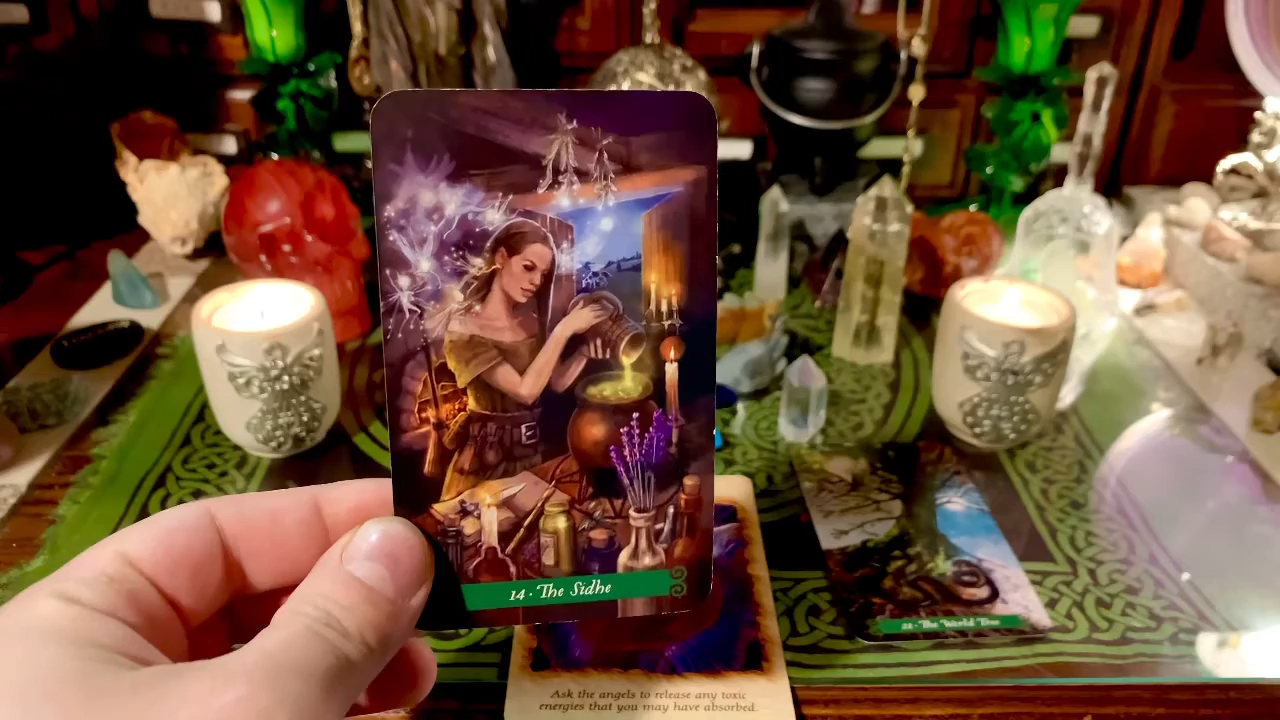 14 · The Sidhe
21 · The World Tree
Ask the angels to release any toxic
energies that you may have absorbed.